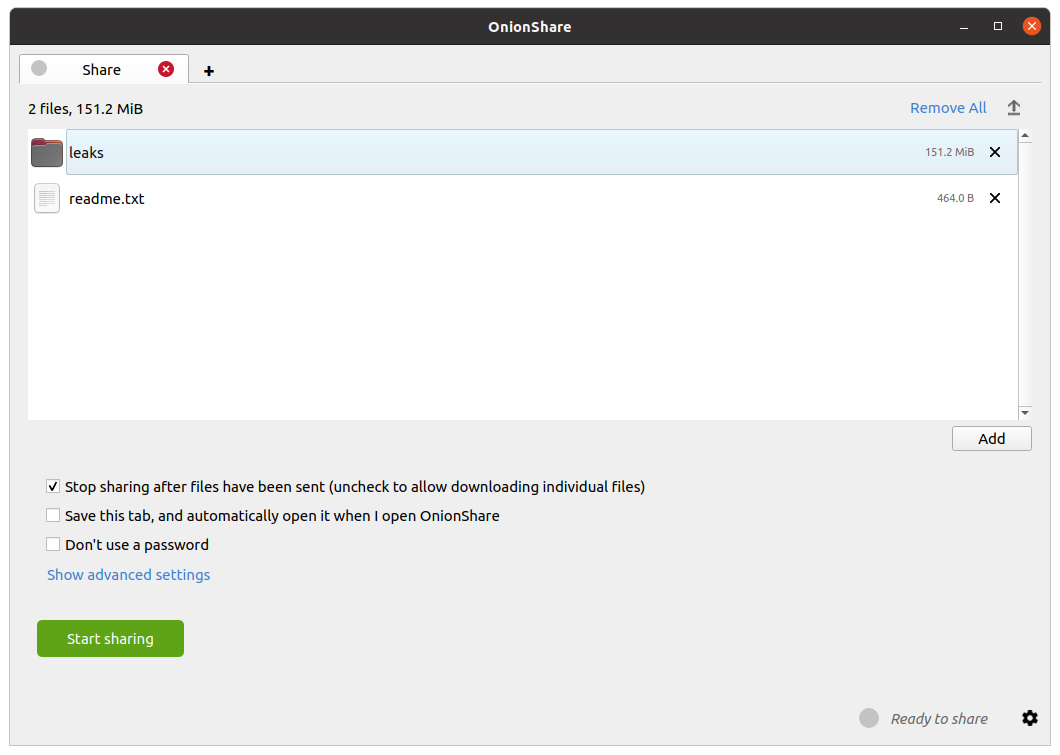 OnionShare
Share
2 files, 151.2 MiB
Remove All
leaks
151.2 MiB
readme.txt
464.0 B
Add
Stop sharing after files have been sent (uncheck to allow downloading individual files)
Save this tab, and automatically open it when I open OnionShare
Don't use a password
Show advanced settings
Start sharing
Ready to share